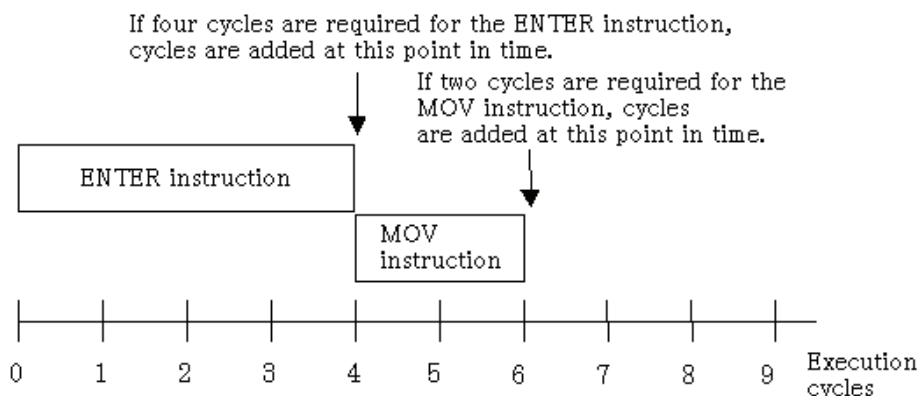 If four cycles are required for the ENTER instruction,
cycles are added at this point in time.
If two cycles are required for the
MOV instruction, cycles
are added at this point in time.
ENTER instruction
MOV
instruction
0 1 2 3 4 5 6 7 8 9 Execution
cycles